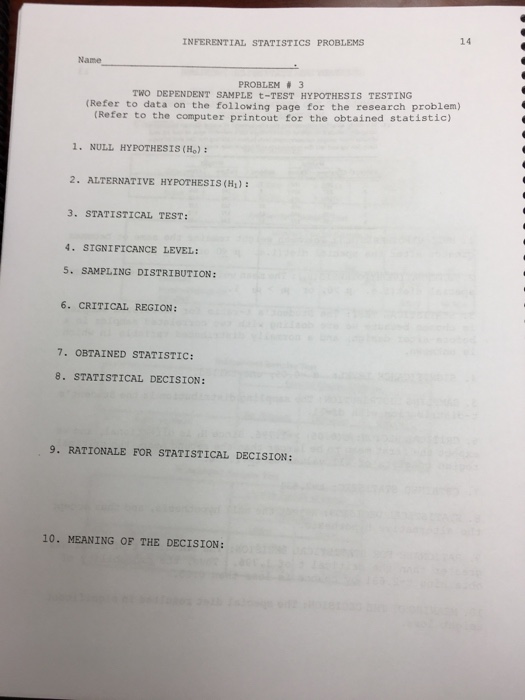 INFERENTIAL STATISTICS PROBLEMS 14
Name
PROBLEM # 3
TWO DEPENDENT SAMPLE t-TEST HYPOTHESIS TESTING
(Refer to data on the following page for the research problem)
(Refer to the computer printout for the obtained statistic)
1. NULL HYPOTHESIS(H₀):
2. ALTERNATIVE HYPOTHESIS(H₁):
3. STATISTICAL TEST:
4. SIGNIFICANCE LEVEL:
5. SAMPLING DISTRIBUTION:
6. CRITICAL REGION:
7. OBTAINED STATISTIC:
8. STATISTICAL DECISION:
9. RATIONALE FOR STATISTICAL DECISION:
10. MEANING OF THE DECISION: